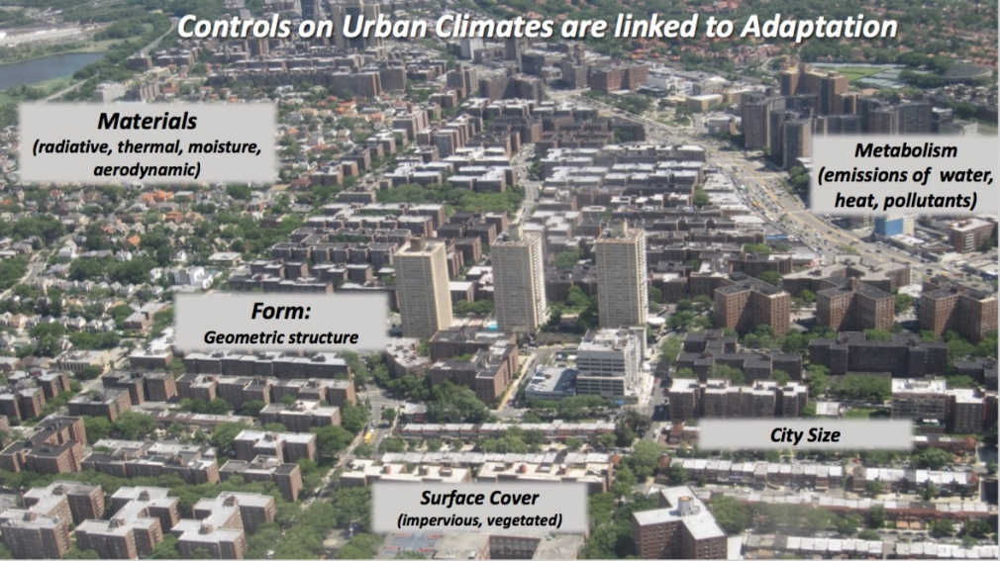 Controls on Urban Climates are linked to Adaptation
Materials
(radiative, thermal, moisture,
aerodynamic)
Metabolism
(emissions of water,
heat, pollutants)
Form:
Geometric structure
City Size
Surface Cover
(impervious, vegetated)